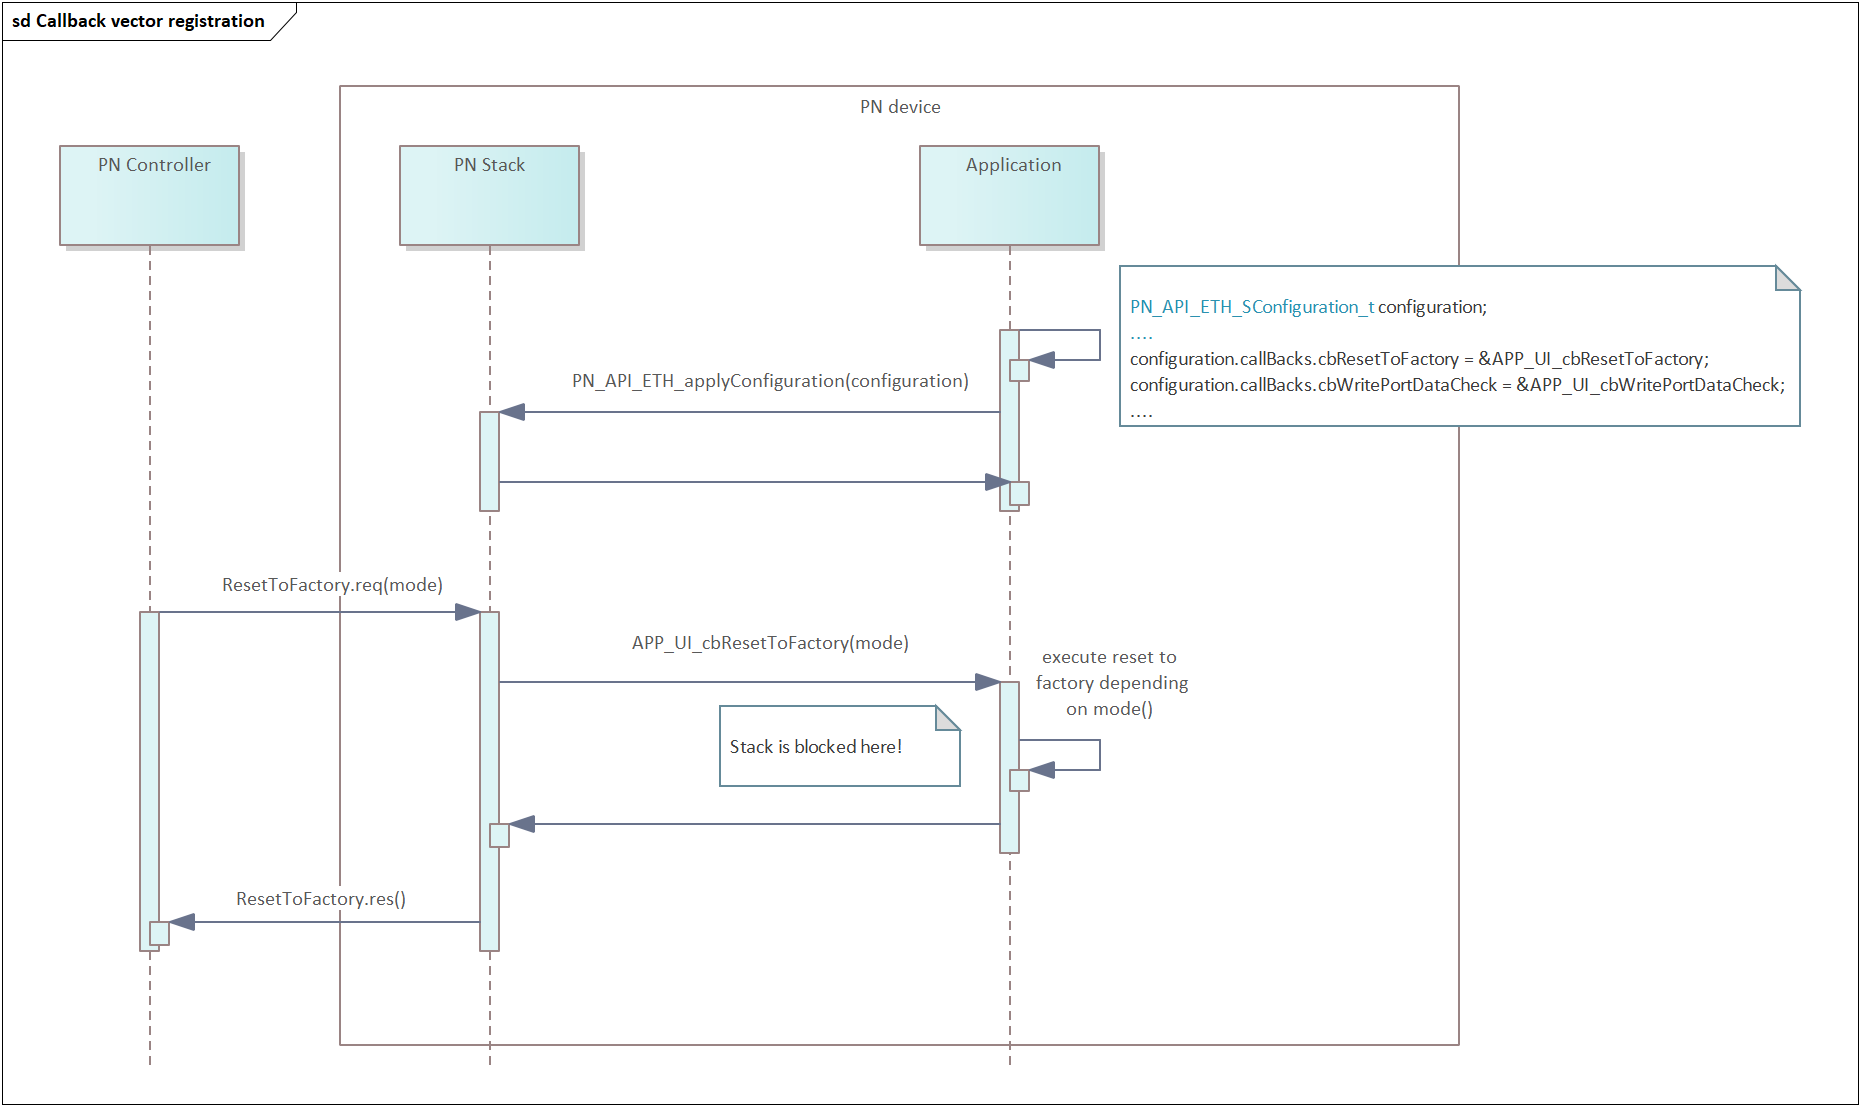 sd Callback vector registration
PN device
PN Controller
PN Stack
Application
PN_API_ETH_SConfiguration_t configuration;
....
configuration.callBacks.cbResetToFactory = &APP_UI_cbResetToFactory;
configuration.callBacks.cbWritePortDataCheck = &APP_UI_cbWritePortDataCheck;
....
PN_API_ETH_applyConfiguration(configuration)
ResetToFactory.req(mode)
APP_UI_cbResetToFactory(mode)
execute reset to
factory depending
on mode()
Stack is blocked here!
ResetToFactory.res()